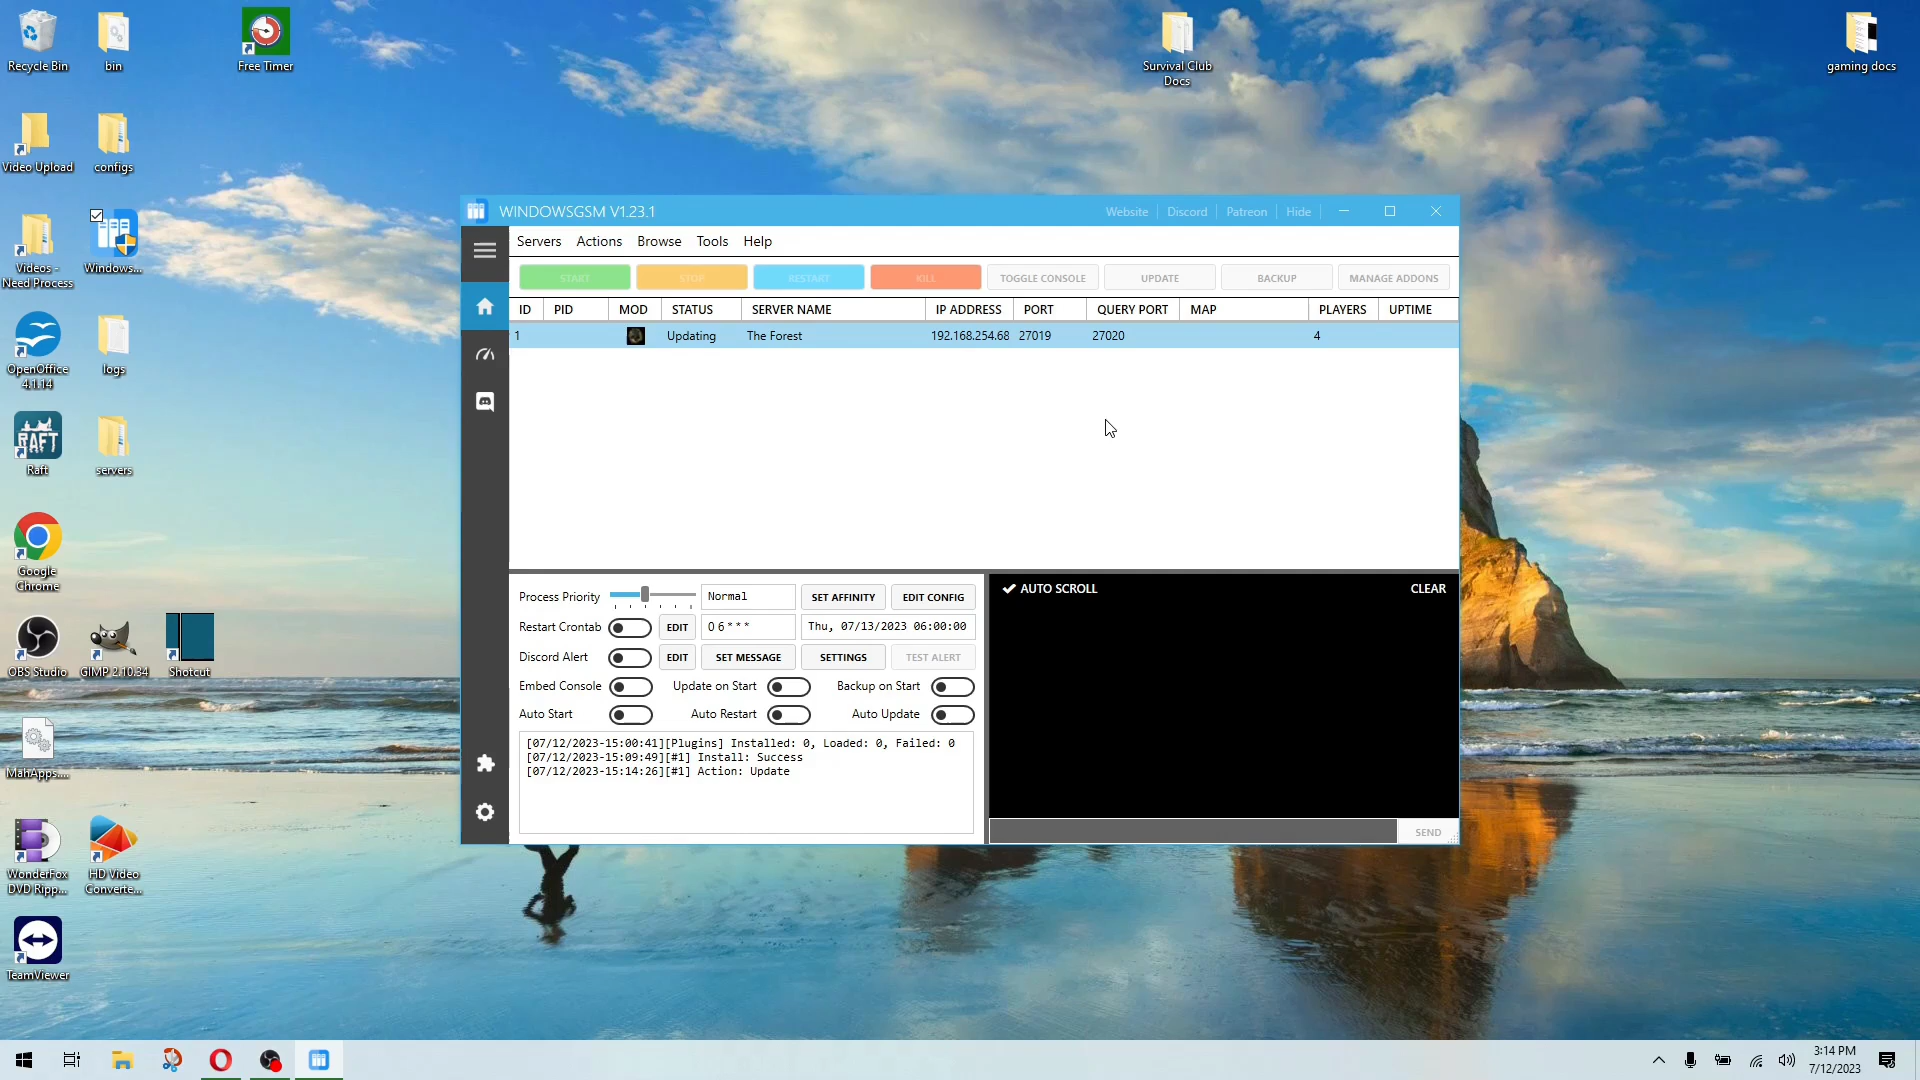 Recycle Bin
bin
Free Timer
Survival Club
Docs
gaming docs
Video Upload
configs
Videos -
Need Process
Windows...
OpenOffice
4.1.14
logs
RAFT
Raft
servers
Google
Chrome
OBS Studio
GIMP 2.10.34
Shotcut
MahApps....
WonderFox
DVD Ripp...
HD Video
Converte...
TeamViewer
WINDOWSGSM V1.23.1
Website
Discord
Patreon
Hide
Servers
Actions
Browse
Tools
Help
START
STOP
RESTART
KILL
TOGGLE CONSOLE
UPDATE
BACKUP
MANAGE ADDONS
ID PID MOD STATUS SERVER NAME IP ADDRESS PORT QUERY PORT MAP PLAYERS UPTIME
1 Updating The Forest 192.168.254.68 27019 27020 4
Process Priority Normal SET AFFINITY EDIT CONFIG
Restart Crontab EDIT 0 6 * * * Thu, 07/13/2023 06:00:00
Discord Alert EDIT SET MESSAGE SETTINGS TEST ALERT
Embed Console Update on Start Backup on Start
Auto Start Auto Restart Auto Update
[07/12/2023-15:00:41][Plugins] Installed: 0, Loaded: 0, Failed: 0
[07/12/2023-15:09:49][#1] Install: Success
[07/12/2023-15:14:26][#1] Action: Update
AUTO SCROLL
CLEAR
SEND
3:14 PM
7/12/2023